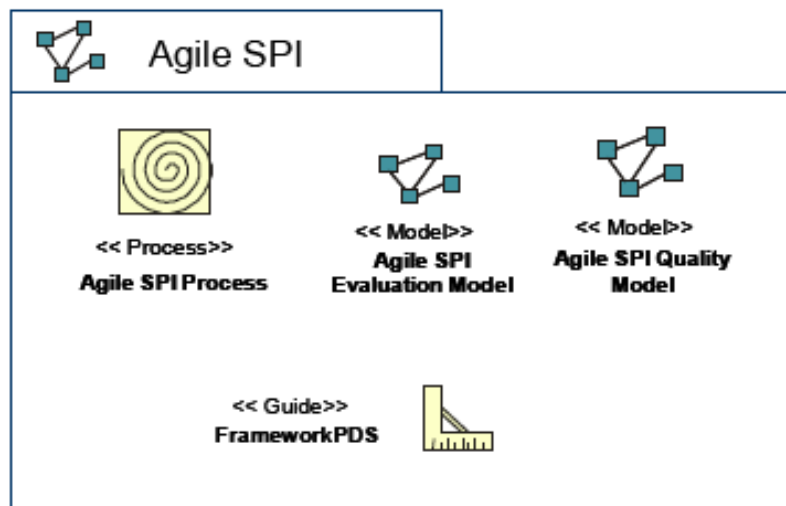 Agile SPI
<< Process>>
Agile SPI Process
<< Model>>
Agile SPI
Evaluation Model
<< Model>>
Agile SPI Quality
Model
<< Guide>>
FrameworkPDS